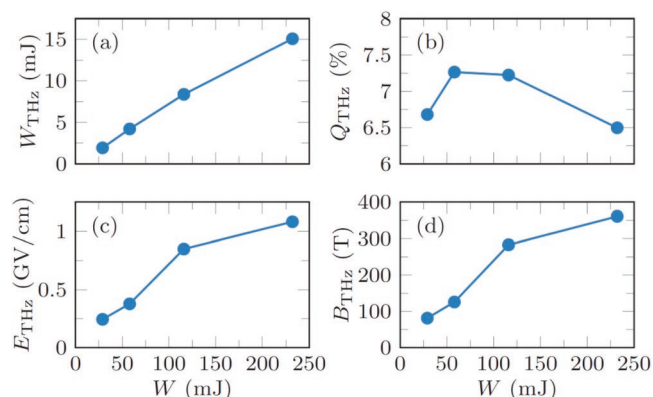 (a)
W_THz (mJ)
15
10
5
0
(b)
Q_THz (%)
8
7.5
7
6.5
6
(c)
E_THz (GV/cm)
1
0.5
0
0 50 100 150 200 250
W (mJ)
(d)
B_THz (T)
400
300
200
100
0
0 50 100 150 200 250
W (mJ)